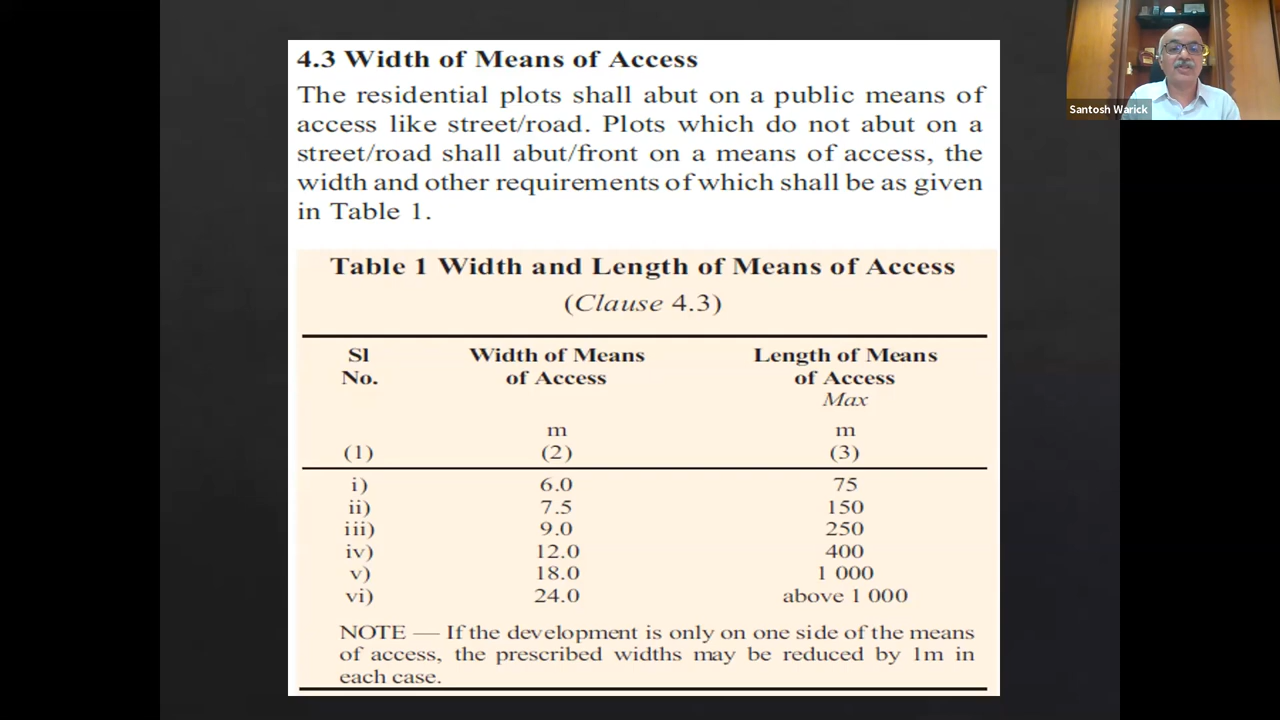 4.3 Width of Means of Access
The residential plots shall abut on a public means of
access like street/road. Plots which do not abut on a
street/road shall abut/front on a means of access, the
width and other requirements of which shall be as given
in Table 1.
Table 1 Width and Length of Means of Access
(Clause 4.3)
Sl Width of Means Length of Means
No. of Access of Access
Max
m m
(1) (2) (3)
i) 6.0 75
ii) 7.5 150
iii) 9.0 250
iv) 12.0 400
v) 18.0 1 000
vi) 24.0 above 1 000
NOTE — If the development is only on one side of the means
of access, the prescribed widths may be reduced by 1m in
each case.
Santosh Warick